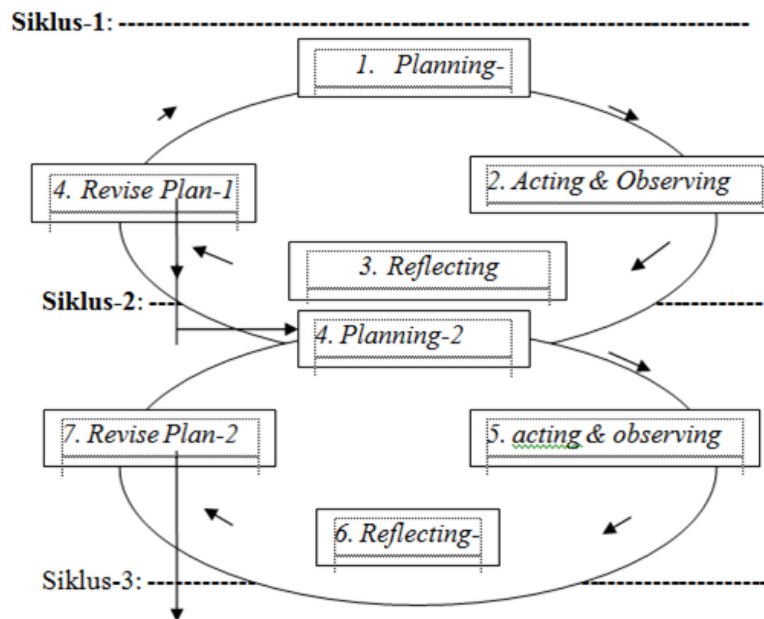 Siklus-1:
1. Planning-
4. Revise Plan-1
2. Acting & Observing
3. Reflecting
Siklus-2:
4. Planning-2
7. Revise Plan-2
5. acting & observing
6. Reflecting-
Siklus-3: